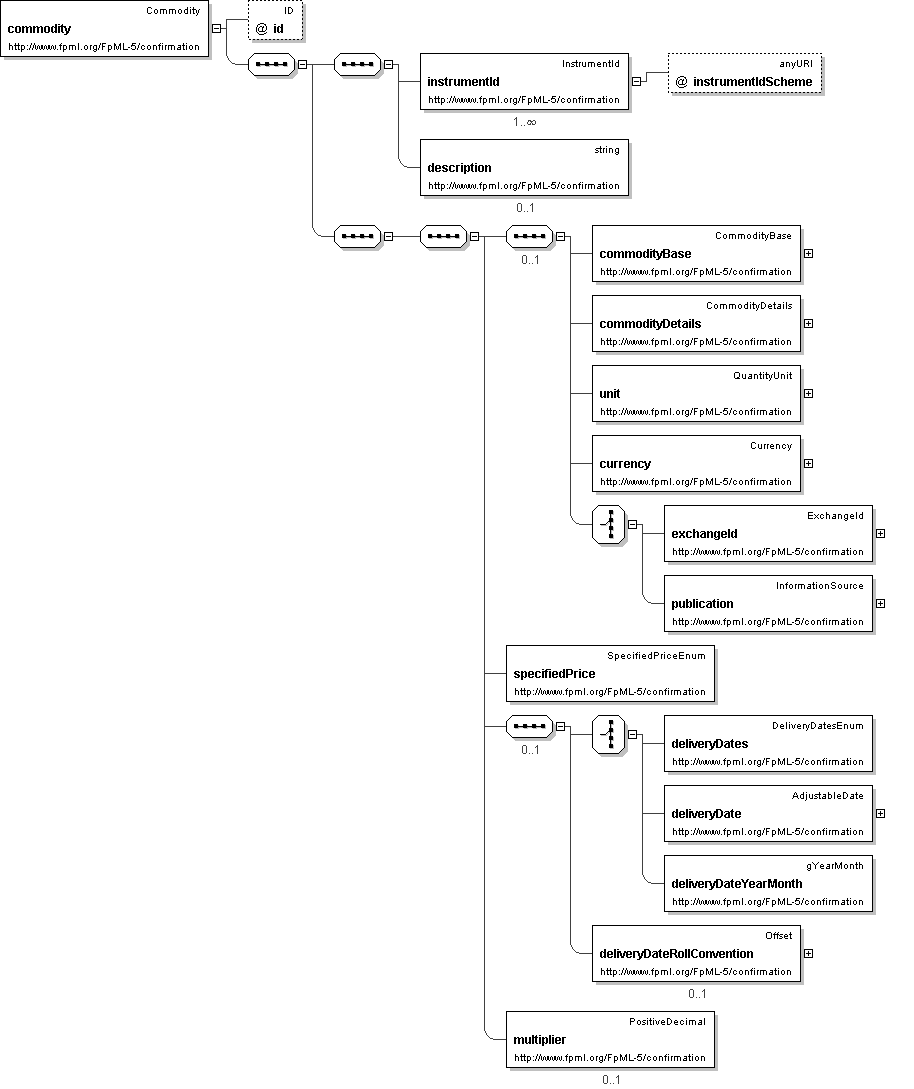 Commodity
commodity
http://www.fpml.org/FpML-5/confirmation
ID
@ id
InstrumentId
instrumentId
http://www.fpml.org/FpML-5/confirmation
1..∞
anyURI
@ instrumentIdScheme
string
description
http://www.fpml.org/FpML-5/confirmation
0..1
0..1
CommodityBase
commodityBase
http://www.fpml.org/FpML-5/confirmation
CommodityDetails
commodityDetails
http://www.fpml.org/FpML-5/confirmation
QuantityUnit
unit
http://www.fpml.org/FpML-5/confirmation
Currency
currency
http://www.fpml.org/FpML-5/confirmation
ExchangeId
exchangeId
http://www.fpml.org/FpML-5/confirmation
InformationSource
publication
http://www.fpml.org/FpML-5/confirmation
SpecifiedPriceEnum
specifiedPrice
http://www.fpml.org/FpML-5/confirmation
0..1
DeliveryDatesEnum
deliveryDates
http://www.fpml.org/FpML-5/confirmation
AdjustableDate
deliveryDate
http://www.fpml.org/FpML-5/confirmation
gYearMonth
deliveryDateYearMonth
http://www.fpml.org/FpML-5/confirmation
Offset
deliveryDateRollConvention
http://www.fpml.org/FpML-5/confirmation
0..1
PositiveDecimal
multiplier
http://www.fpml.org/FpML-5/confirmation
0..1